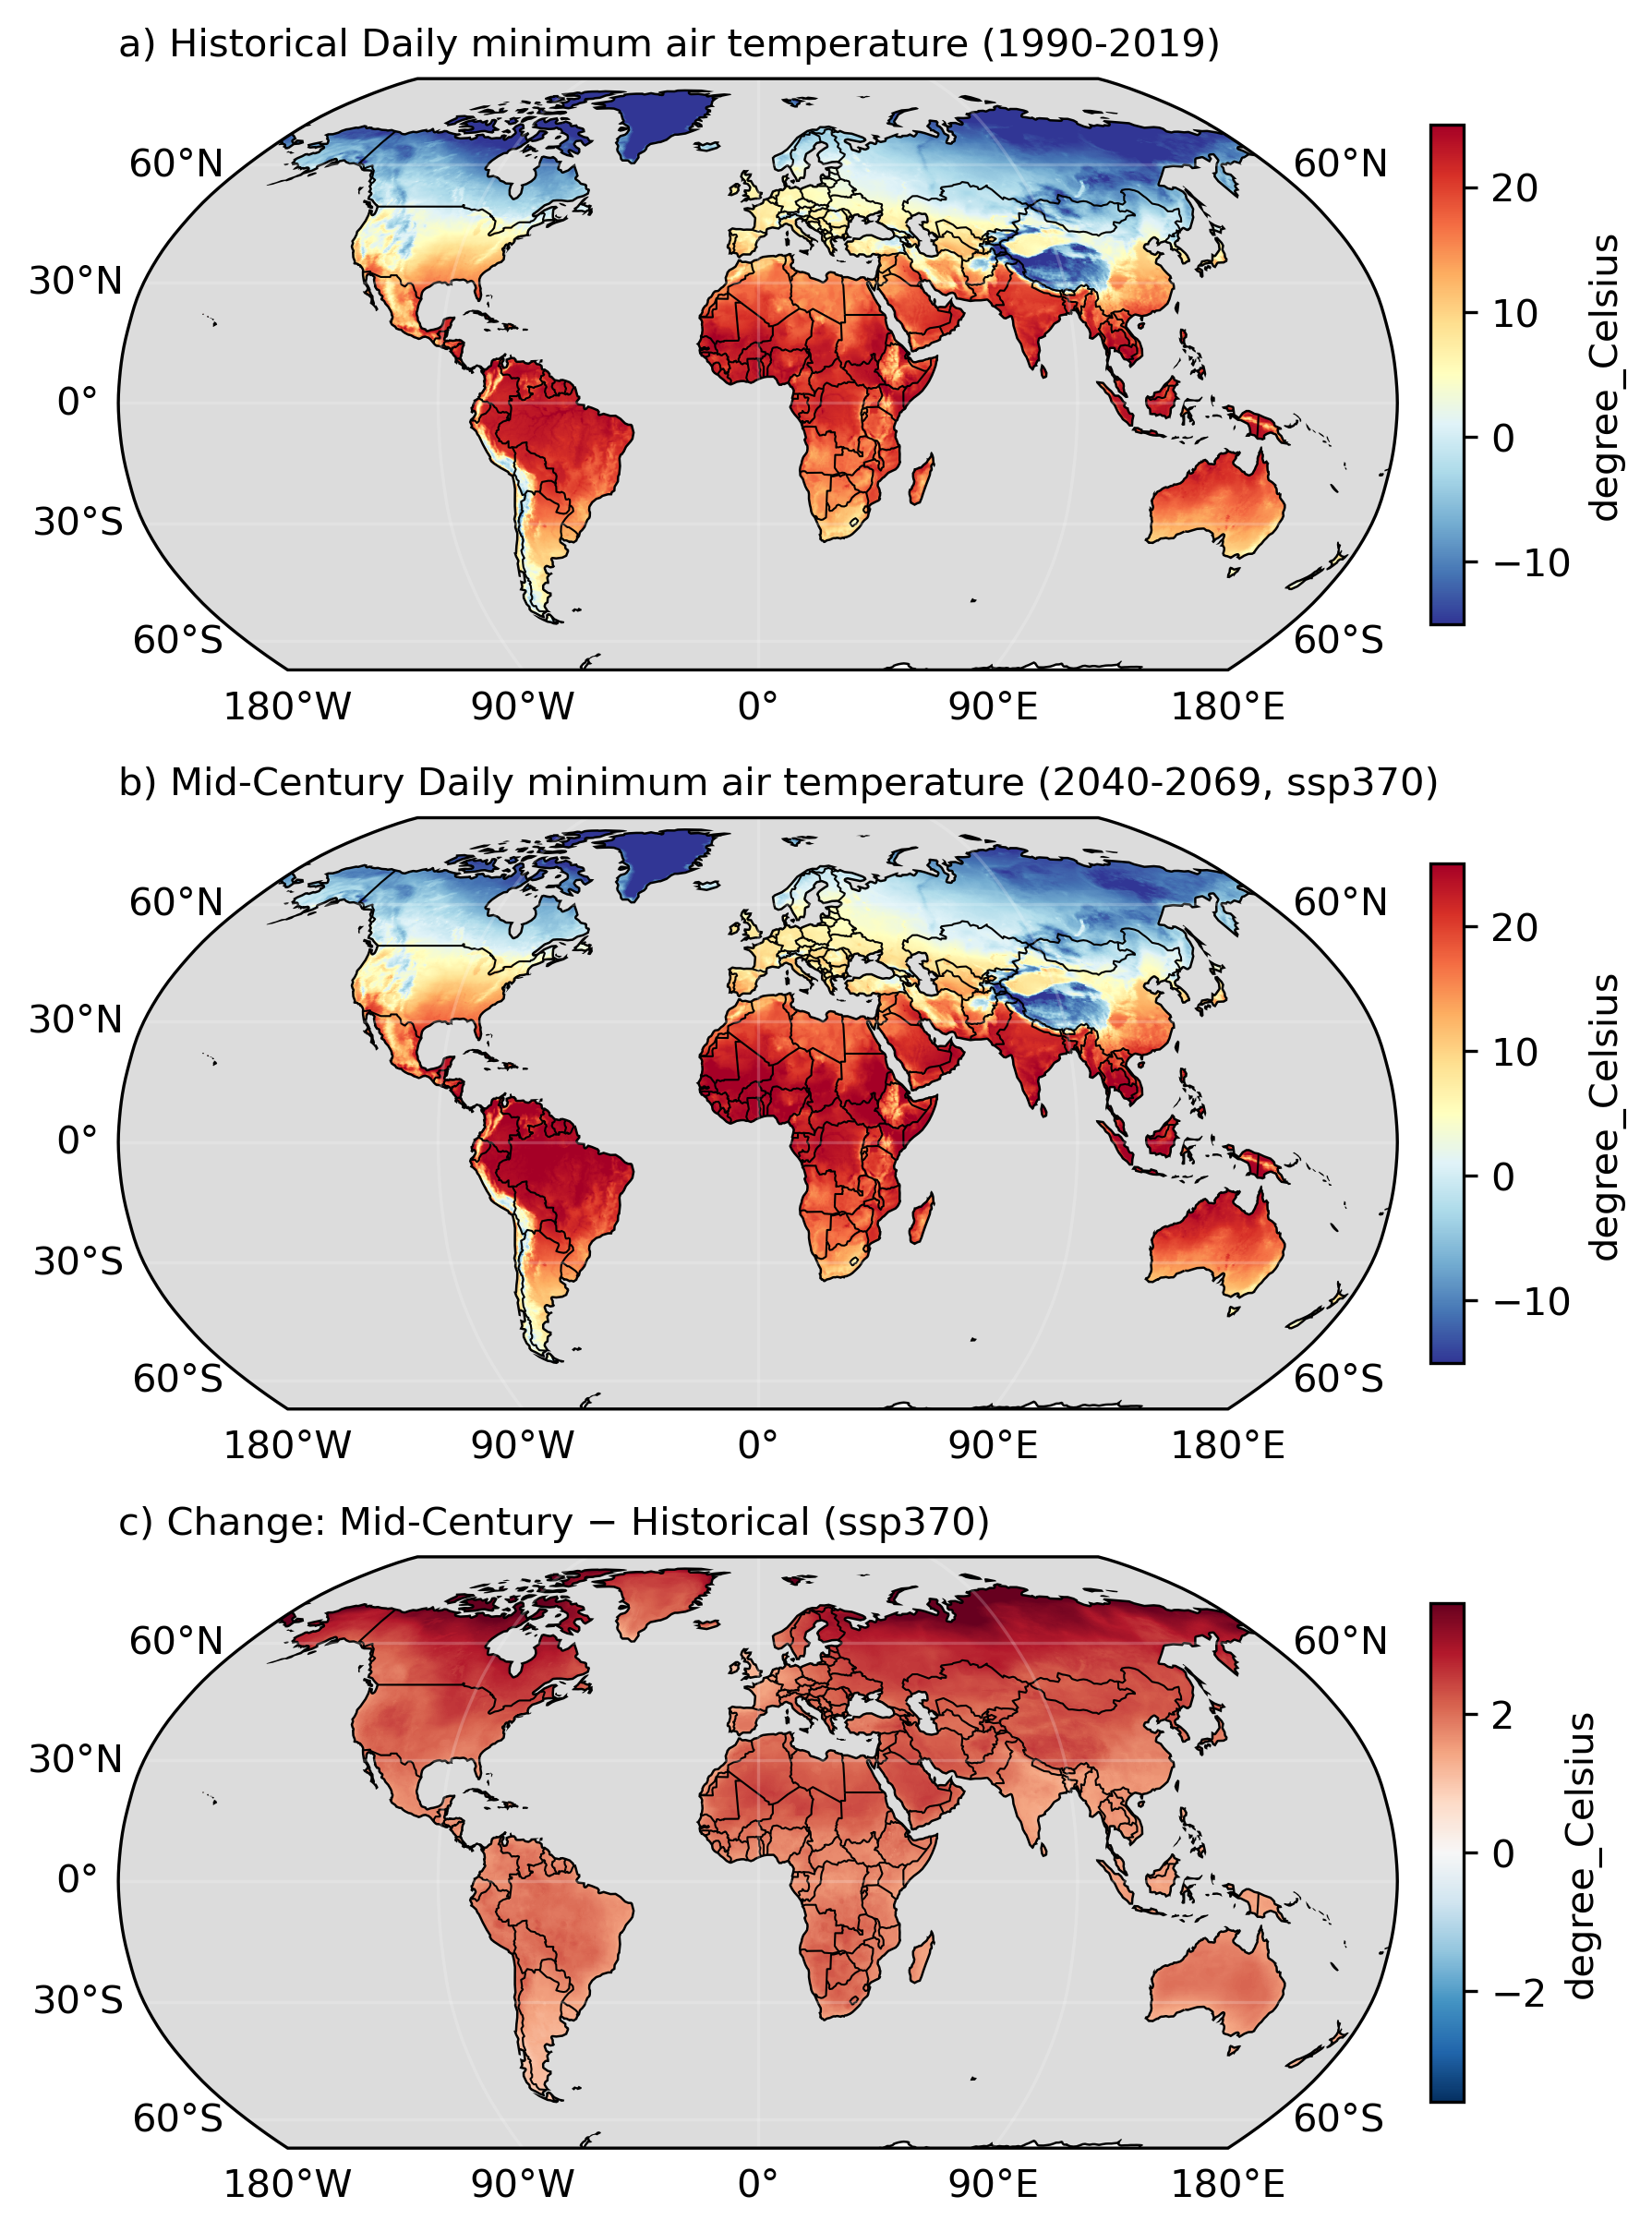 a) Historical Daily minimum air temperature (1990-2019)
60°N
60°N
30°N
0°
30°S
60°S
60°S
180°W 90°W 0° 90°E 180°E
20
10
0
−10
degree_Celsius
b) Mid-Century Daily minimum air temperature (2040-2069, ssp370)
60°N
60°N
30°N
0°
30°S
60°S
60°S
180°W 90°W 0° 90°E 180°E
20
10
0
−10
degree_Celsius
c) Change: Mid-Century − Historical (ssp370)
60°N
60°N
30°N
0°
30°S
60°S
60°S
180°W 90°W 0° 90°E 180°E
2
0
−2
degree_Celsius